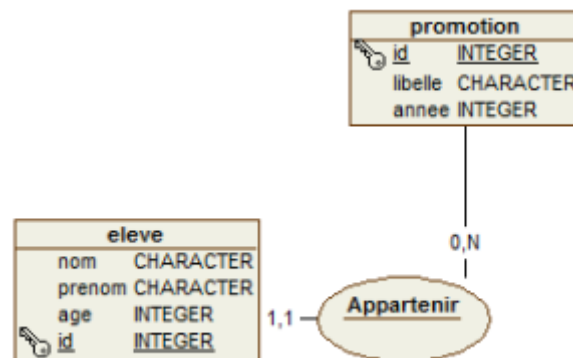 promotion
id INTEGER
libelle CHARACTER
annee INTEGER
0,N
eleve
nom CHARACTER
prenom CHARACTER
age INTEGER
id INTEGER
1,1
Appartenir